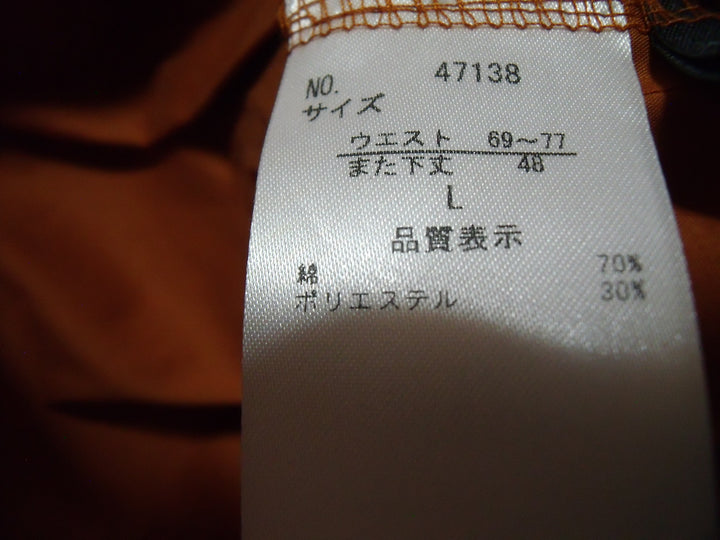 NO. 47138
サイズ
ウエスト 69～77
また下丈 48
L
品質表示
綿 70%
ポリエステル 30%